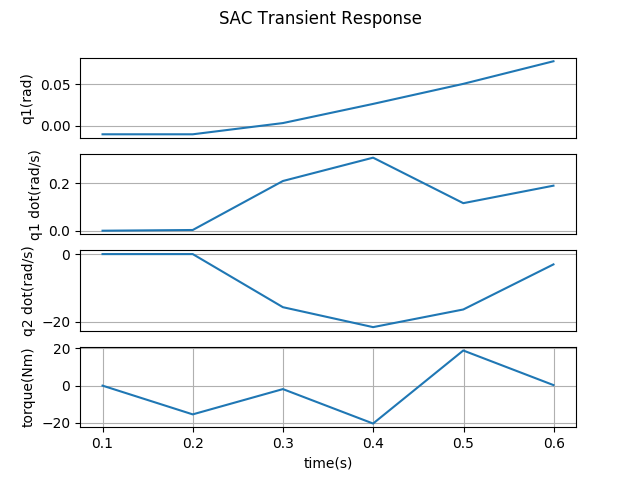 SAC Transient Response
q1(rad)
0.05
0.00
q1 dot(rad/s)
0.2
0.0
q2 dot(rad/s)
0
−20
torque(Nm)
20
0
−20
0.1 0.2 0.3 0.4 0.5 0.6
time(s)